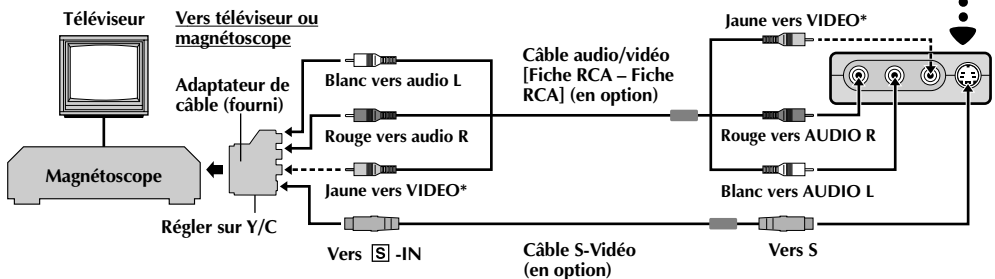 Téléviseur
Vers téléviseur ou
magnétoscope
Adaptateur de
câble (fourni)
Magnétoscope
Régler sur Y/C
Blanc vers audio L
Rouge vers audio R
Jaune vers VIDEO*
Vers S -IN
Câble audio/vidéo
[Fiche RCA – Fiche
RCA] (en option)
Câble S-Vidéo
(en option)
Jaune vers VIDEO*
Rouge vers AUDIO R
Blanc vers AUDIO L
Vers S